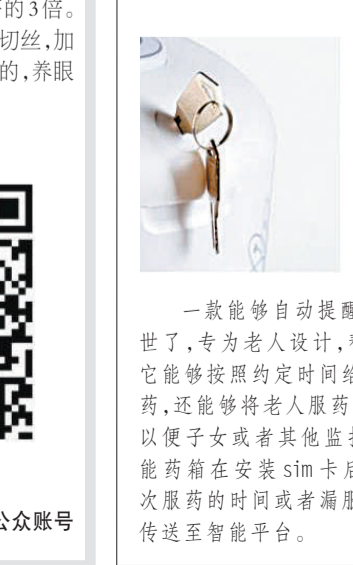 的3倍。
切丝,加
的,养眼
公众账号
一款能够自动提醒
世了,专为老人设计,
它能够按照约定时间给
药,还能够将老人服药
以便子女或者其他监
能药箱在安装sim卡后
次服药的时间或者漏服
传送至智能平台。